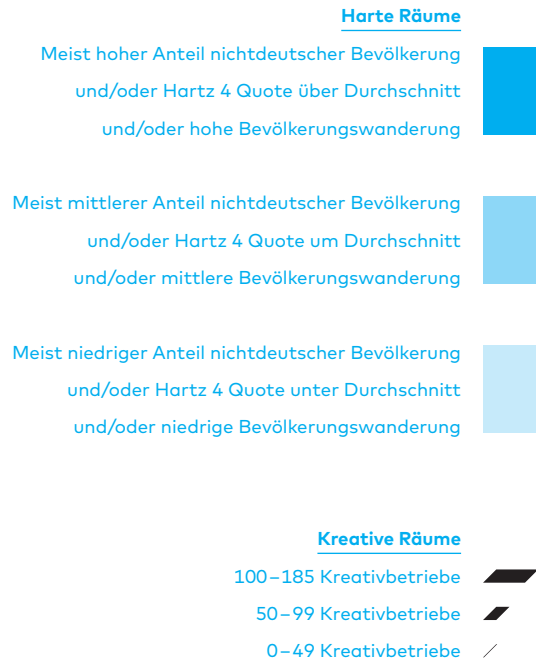 Harte Räume
Meist hoher Anteil nichtdeutscher Bevölkerung
und/oder Hartz 4 Quote über Durchschnitt
und/oder hohe Bevölkerungswanderung
Meist mittlerer Anteil nichtdeutscher Bevölkerung
und/oder Hartz 4 Quote um Durchschnitt
und/oder mittlere Bevölkerungswanderung
Meist niedriger Anteil nichtdeutscher Bevölkerung
und/oder Hartz 4 Quote unter Durchschnitt
und/oder niedrige Bevölkerungswanderung
Kreative Räume
100–185 Kreativbetriebe
50–99 Kreativbetriebe
0–49 Kreativbetriebe